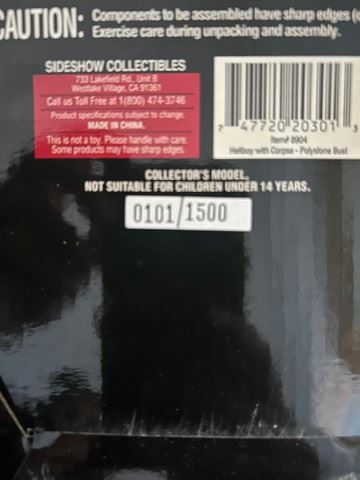 CAUTION: Components to be assembled have sharp edges
Exercise care during unpacking and assembly.
SIDESHOW COLLECTIBLES
733 Lakefield Rd., Unit B
Westlake Village, CA 91361
Call us Toll Free at 1(800) 474-3746
Product specifications subject to change.
MADE IN CHINA.
This is not a toy. Please handle with care.
Some products may have sharp edges.
7 47720 20301 3
Item# 8904
Hellboy with Corpse - Polystone Bust
COLLECTOR'S MODEL.
NOT SUITABLE FOR CHILDREN UNDER 14 YEARS.
0101/1500